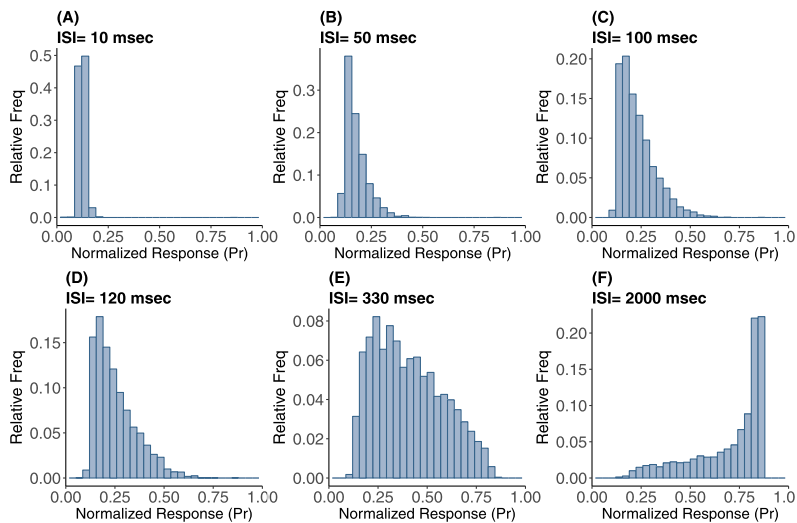 (A)
ISI= 10 msec
Relative Freq
0.5
0.4
0.3
0.2
0.1
0.0
0.00 0.25 0.50 0.75 1.00
Normalized Response (Pr)
(B)
ISI= 50 msec
Relative Freq
0.3
0.2
0.1
0.0
0.00 0.25 0.50 0.75 1.00
Normalized Response (Pr)
(C)
ISI= 100 msec
Relative Freq
0.20
0.15
0.10
0.05
0.00
0.00 0.25 0.50 0.75 1.00
Normalized Response (Pr)
(D)
ISI= 120 msec
Relative Freq
0.15
0.10
0.05
0.00
0.00 0.25 0.50 0.75 1.00
Normalized Response (Pr)
(E)
ISI= 330 msec
Relative Freq
0.08
0.06
0.04
0.02
0.00
0.00 0.25 0.50 0.75 1.00
Normalized Response (Pr)
(F)
ISI= 2000 msec
Relative Freq
0.20
0.15
0.10
0.05
0.00
0.00 0.25 0.50 0.75 1.00
Normalized Response (Pr)